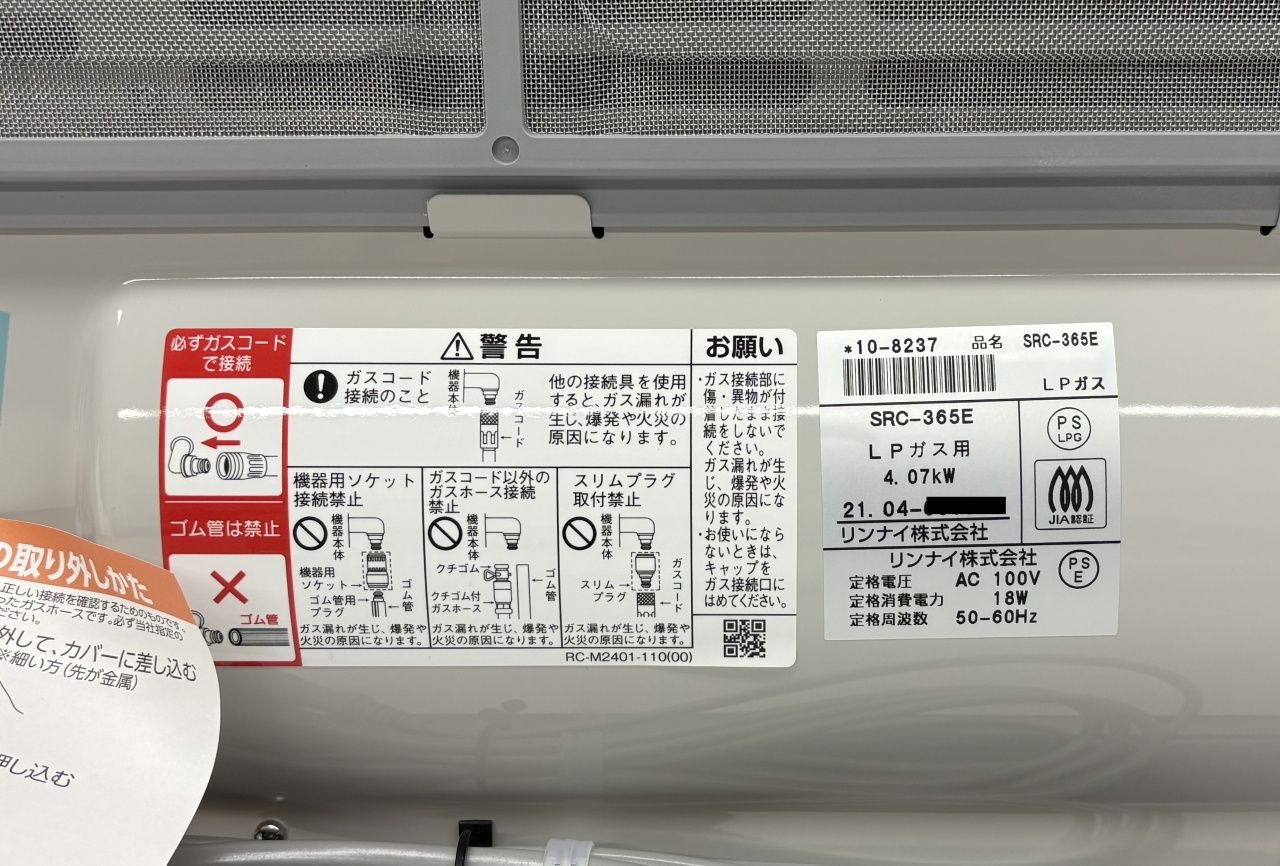 必ずガスコード
で接続
ゴム管は禁止
ゴム管
警告
ガスコード
接続のこと
機器本体
ガスコード
他の接続具を使用
すると、ガス漏れが
生じ、爆発や火災の
原因になります。
機器用ソケット
接続禁止
機器本体
機器用
ソケット
ゴム管用
プラグ
ゴム管
ガス漏れが生じ、爆発や
火災の原因になります。
ガスコード以外の
ガスホース接続
禁止
機器本体
クチゴム
クチゴム付
ガスホース
ゴム管
ガス漏れが生じ、爆発や
火災の原因になります。
スリムプラグ
取付禁止
機器本体
スリム
プラグ
ガスコード
ガス漏れが生じ、爆発や
火災の原因になります。
RC-M2401-110(00)
お願い
・ガス接続部に
傷・異物が付
着したまま接
続をしないで
ください。
ガス漏れが生
じ、爆発や火
災の原因にな
ります。
・お使いになら
ないときは、
キャップを
ガス接続口に
はめてください。
*10-8237 品名 SRC-365E
LPガス
SRC-365E
LPガス用
4.07kW
21.04-
リンナイ株式会社
PS
LPG
JIA認証
リンナイ株式会社
定格電圧 AC 100V
定格消費電力 18W
定格周波数 50-60Hz
PS
E
の取り外しかた
正しい接続を確認するためのものです。
ったガスホースです。必ず当社指定の
ださい。
外して、カバーに差し込む
※細い方(先が金属)
押し込む